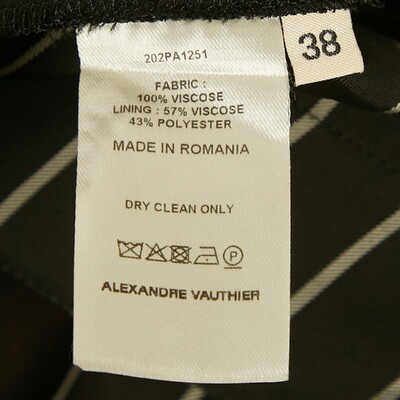 38
202PA1251
FABRIC :
100% VISCOSE
LINING : 57% VISCOSE
43% POLYESTER
MADE IN ROMANIA
DRY CLEAN ONLY
P
ALEXANDRE VAUTHIER